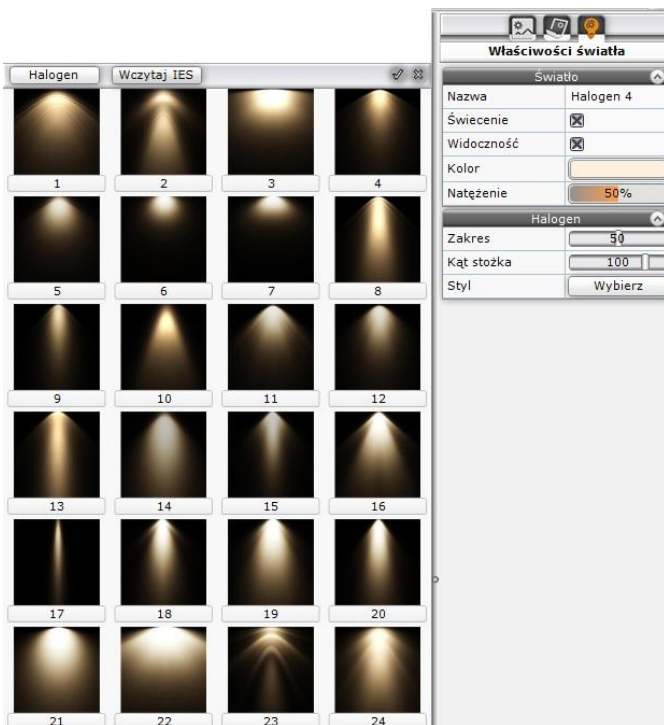 Halogen Wczytaj IES
1 2 3 4
5 6 7 8
9 10 11 12
13 14 15 16
17 18 19 20
21 22 23 24
Właściwości światła
Światło
Nazwa Halogen 4
Świecenie
Widoczność
Kolor
Natężenie 50%
Halogen
Zakres 50
Kąt stożka 100
Styl Wybierz